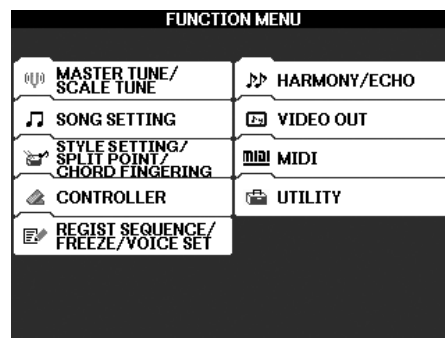 FUNCTION MENU
MASTER TUNE/
SCALE TUNE
SONG SETTING
STYLE SETTING/
SPLIT POINT/
CHORD FINGERING
CONTROLLER
REGIST SEQUENCE/
FREEZE/VOICE SET
HARMONY/ECHO
VIDEO OUT
MIDI MIDI
UTILITY